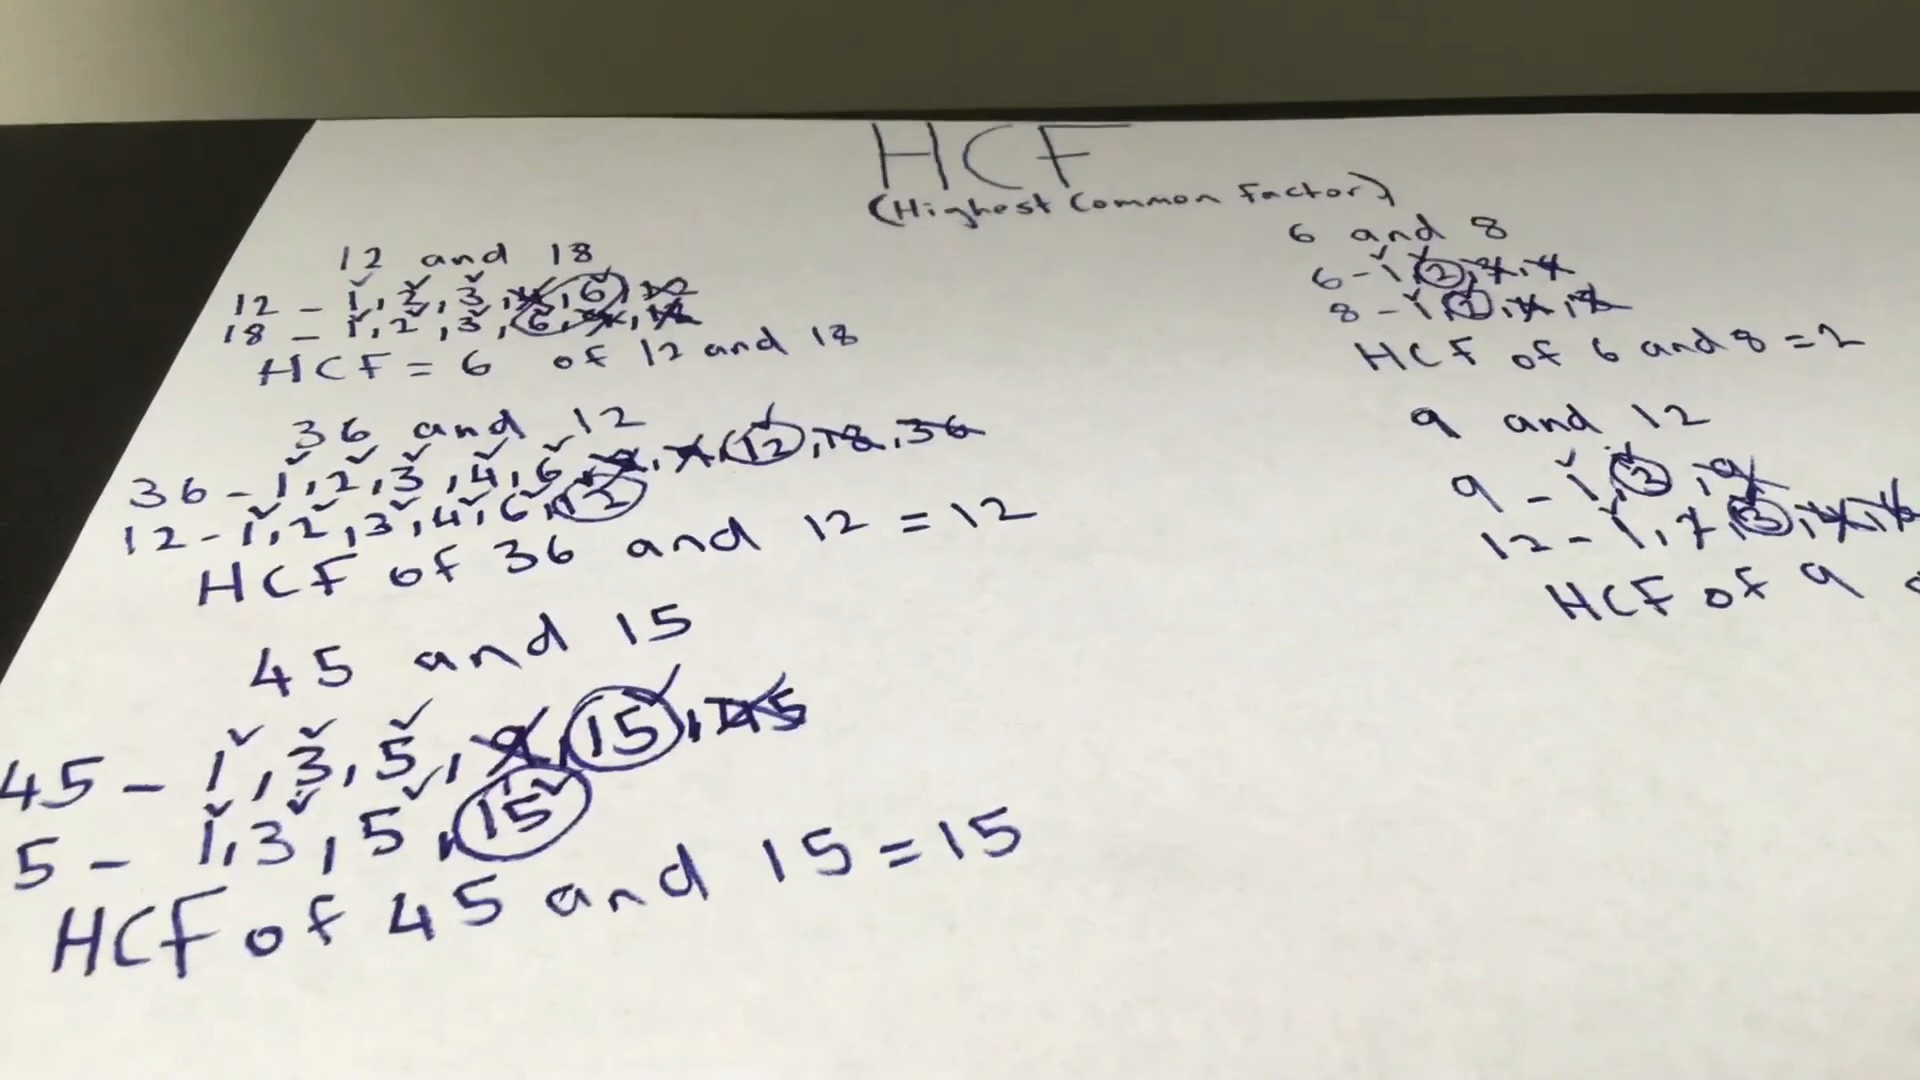 HCF
(Highest Common Factor)
12 and 18
12 - 1, 2, 3, 4, 6, 12
18 - 1, 2, 3, 6, 9, 18
HCF = 6 of 12 and 18
36 and 12
36 - 1, 2, 3, 4, 6, 9, 12, 18, 36
12 - 1, 2, 3, 4, 6, 12
HCF of 36 and 12 = 12
45 and 15
45 - 1, 3, 5, 9, 15, 45
5 - 1, 3, 5, 15
HCF of 45 and 15 = 15
6 and 8
6 - 1, 2,
8 - 1, 2, 4, 8
HCF of 6 and 8 = 2
9 and 12
9 - 1, 3, 9
12 - 1, 2, 3, 4,
HCF of 9